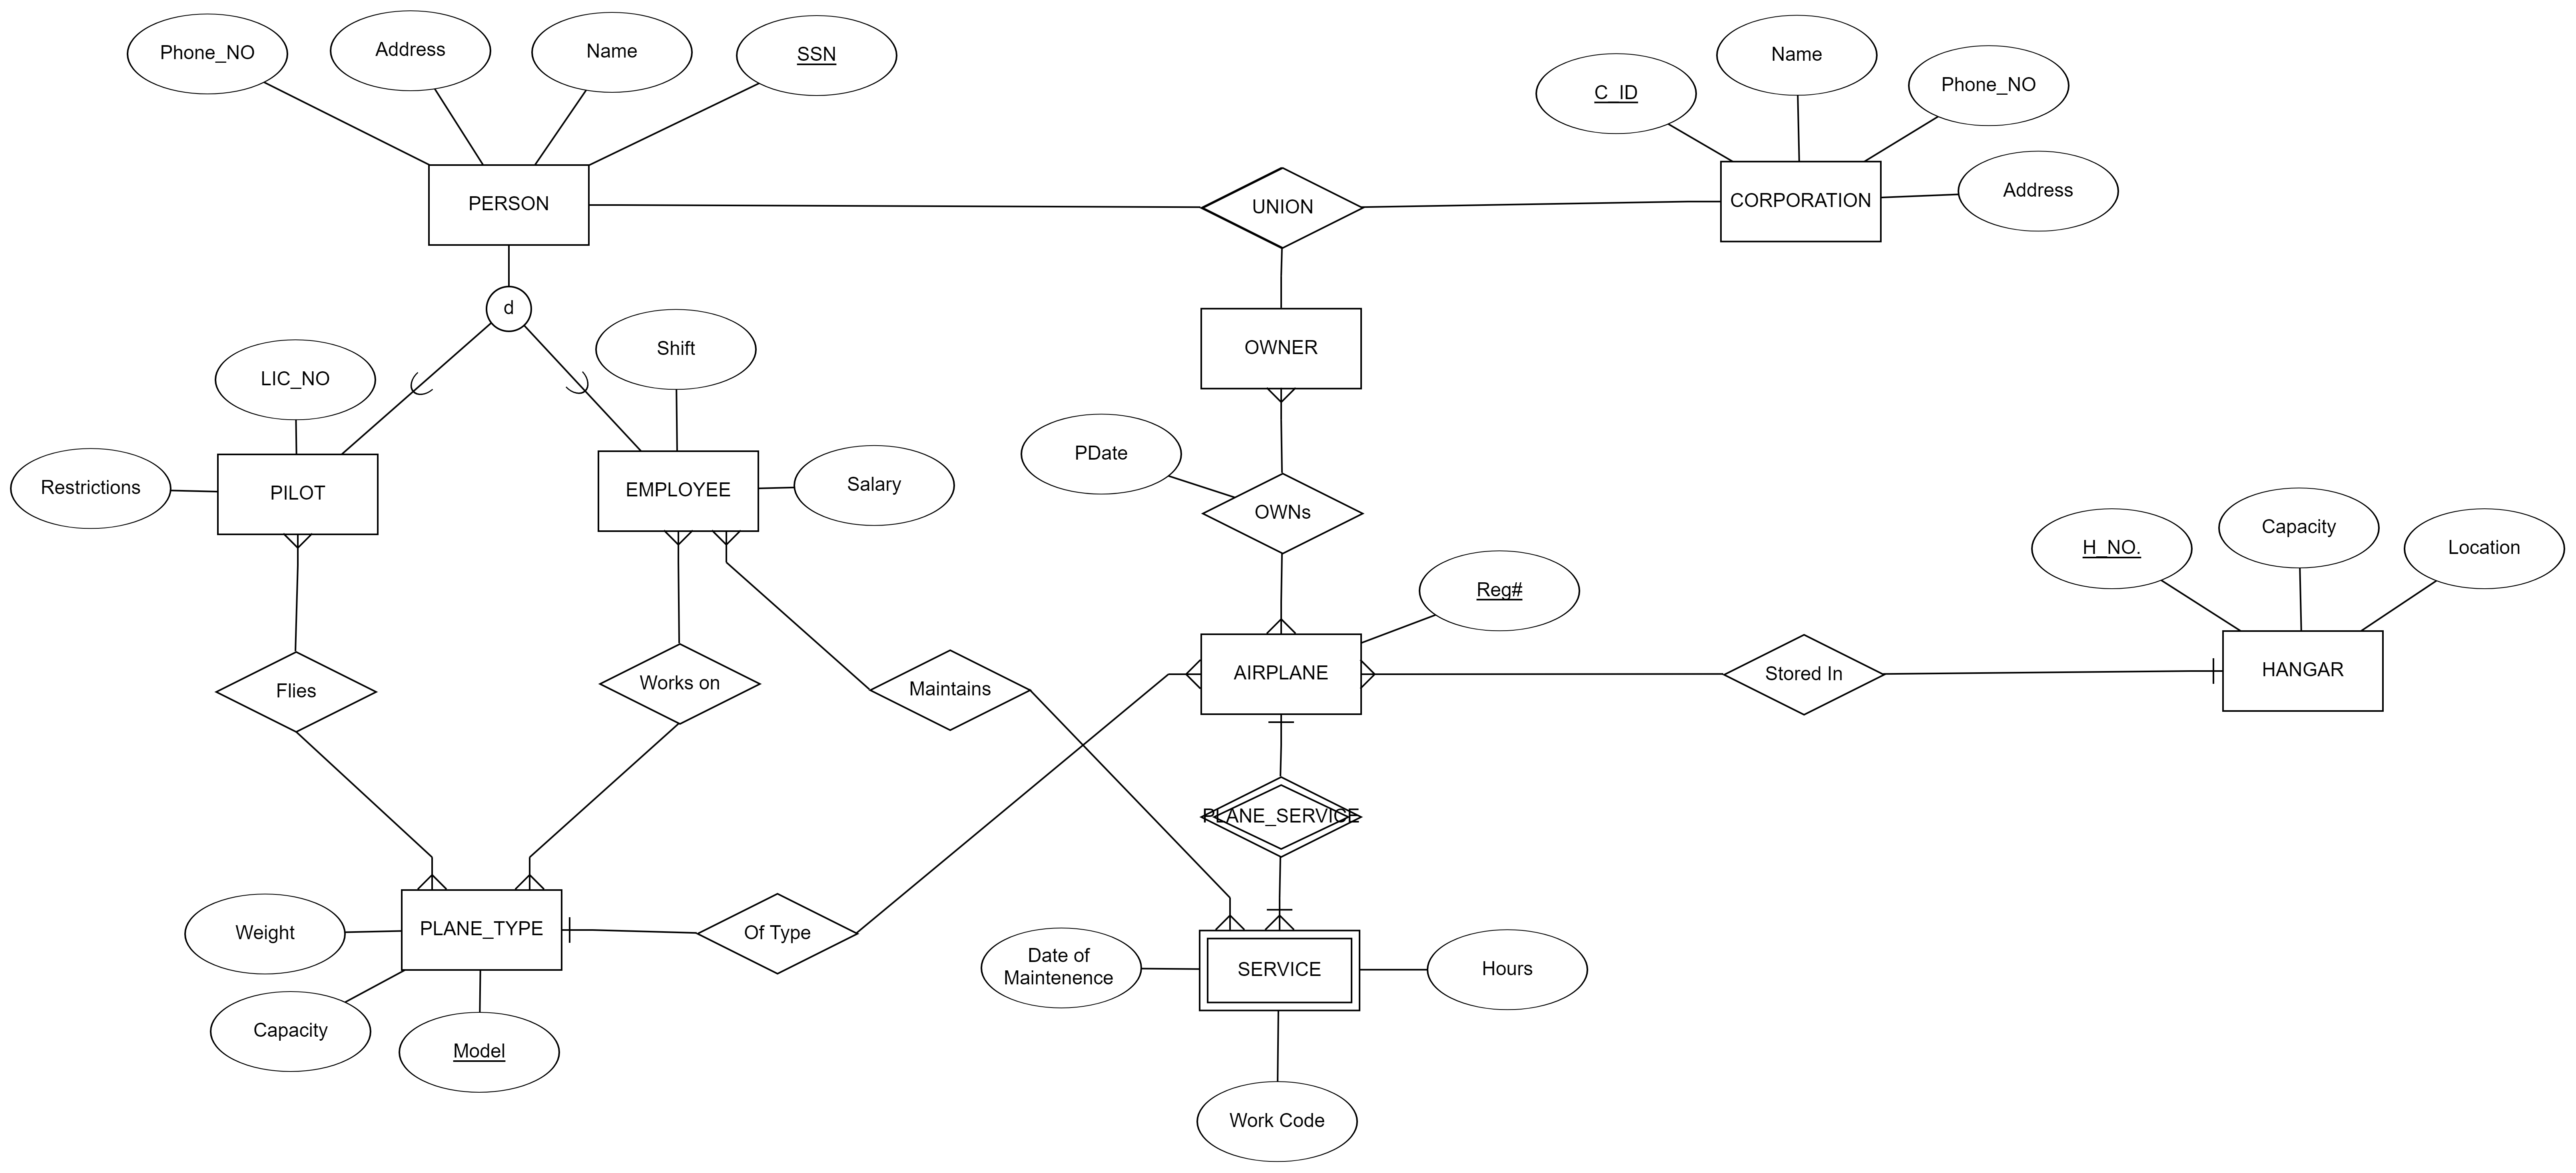 Phone_NO
Address
Name
SSN
C_ID
Name
Phone_NO
Address
PERSON
UNION
CORPORATION
d
Shift
OWNER
LIC_NO
PDate
Restrictions
PILOT
EMPLOYEE
Salary
OWNs
H_NO.
Capacity
Location
Reg#
Flies
Works on
Maintains
AIRPLANE
Stored In
HANGAR
PLANE_SERVICE
Weight
PLANE_TYPE
Of Type
Date of
Maintenence
SERVICE
Hours
Capacity
Model
Work Code